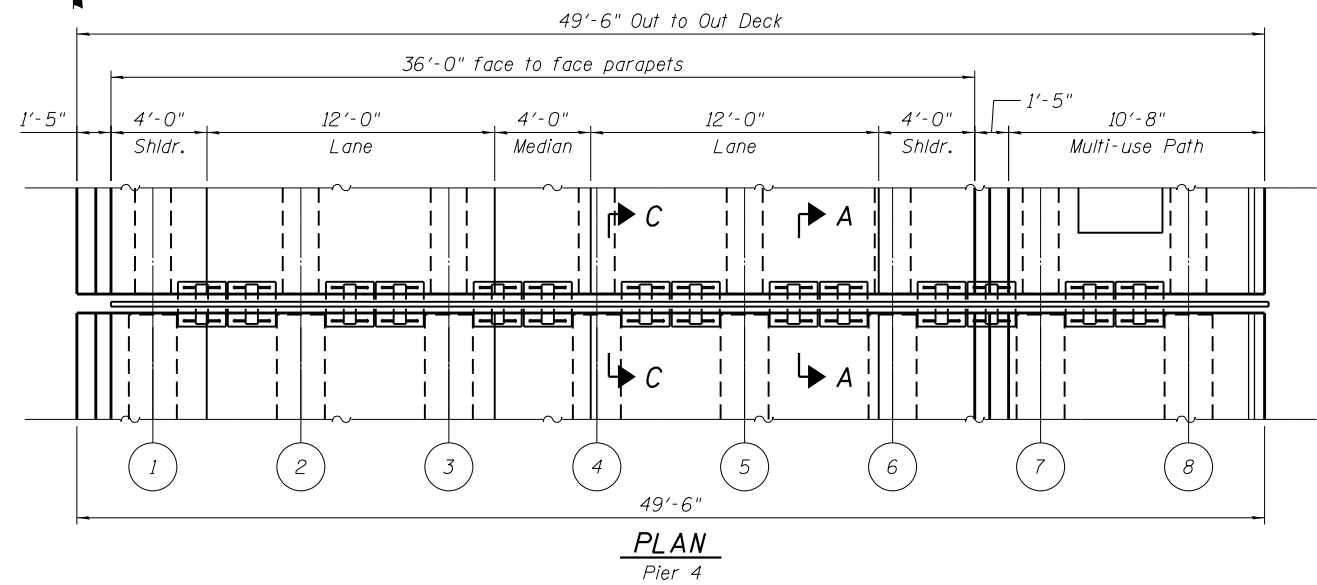 49'-6" Out to Out Deck
36'-0" face to face parapets
1'-5"
1'-5" 4'-0" 12'-0" 4'-0" 12'-0" 4'-0" 10'-8"
Shldr. Lane Median Lane Shldr. Multi-use Path
C A
C A
1 2 3 4 5 6 7 8
49'-6"
PLAN
Pier 4